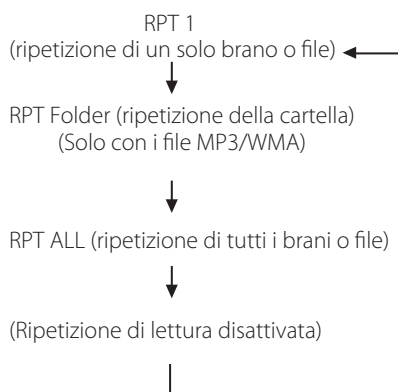 RPT 1
(ripetizione di un solo brano o file)
RPT Folder (ripetizione della cartella)
(Solo con i file MP3/WMA)
RPT ALL (ripetizione di tutti i brani o file)
(Ripetizione di lettura disattivata)